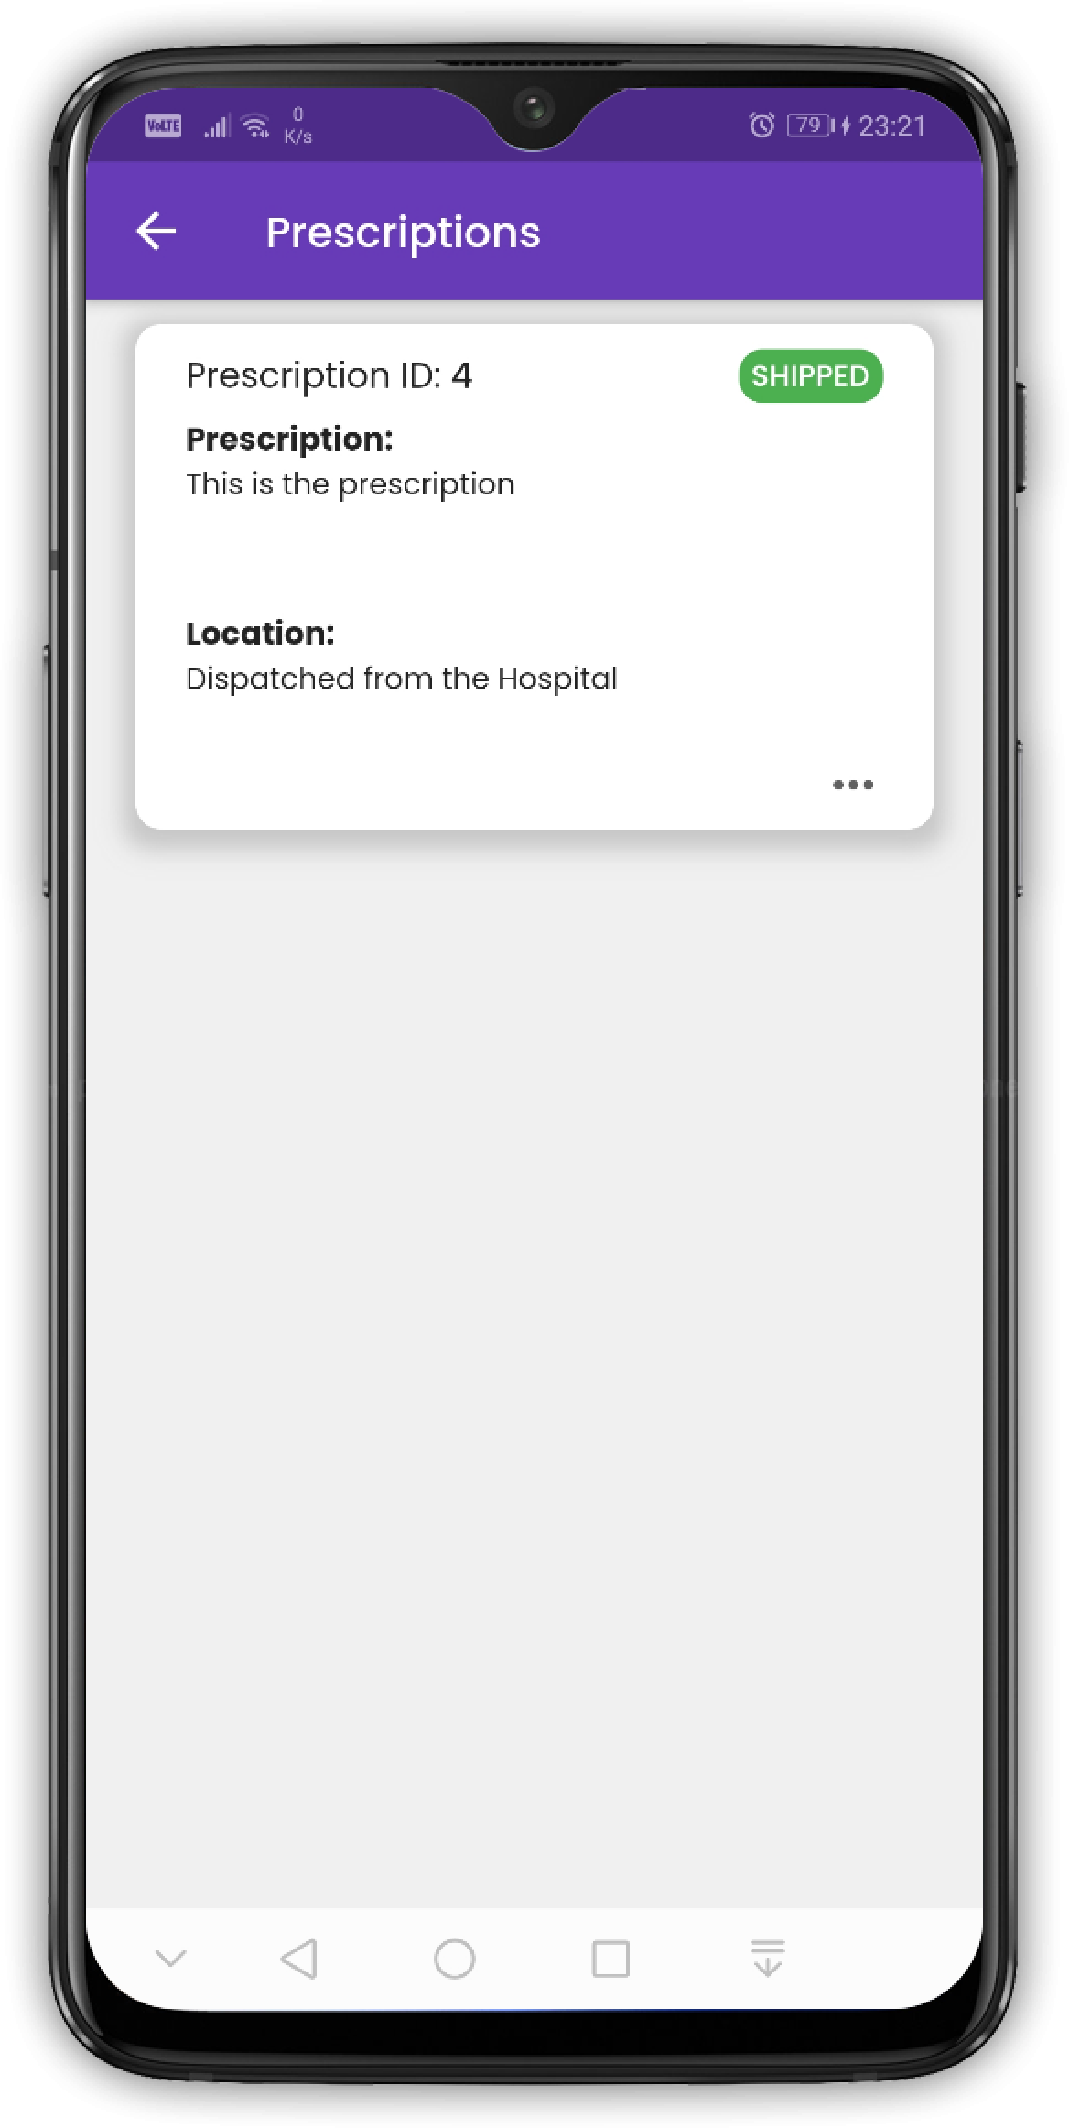 VoLTE 0 K/s 79 23:21
Prescriptions
Prescription ID: 4 SHIPPED
Prescription:
This is the prescription
Location:
Dispatched from the Hospital